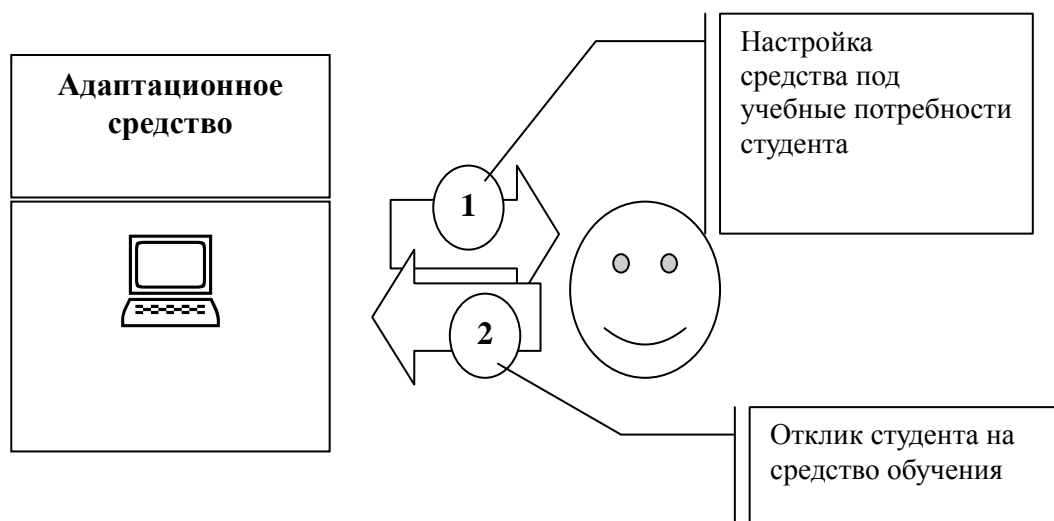 Адаптационное
средство
1
2
Настройка
средства под
учебные потребности
студента
Отклик студента на
средство обучения